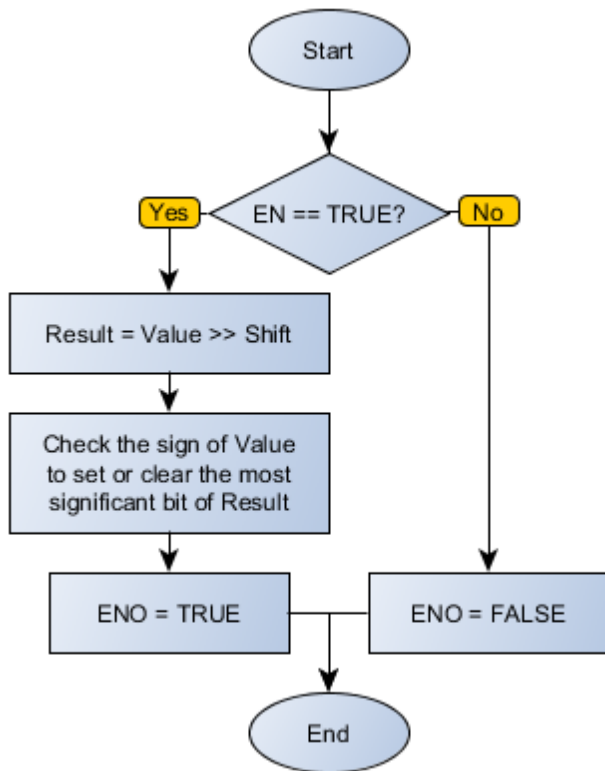 Start
EN == TRUE?
Yes
No
Result = Value >> Shift
Check the sign of Value
to set or clear the most
significant bit of Result
ENO = TRUE
ENO = FALSE
End